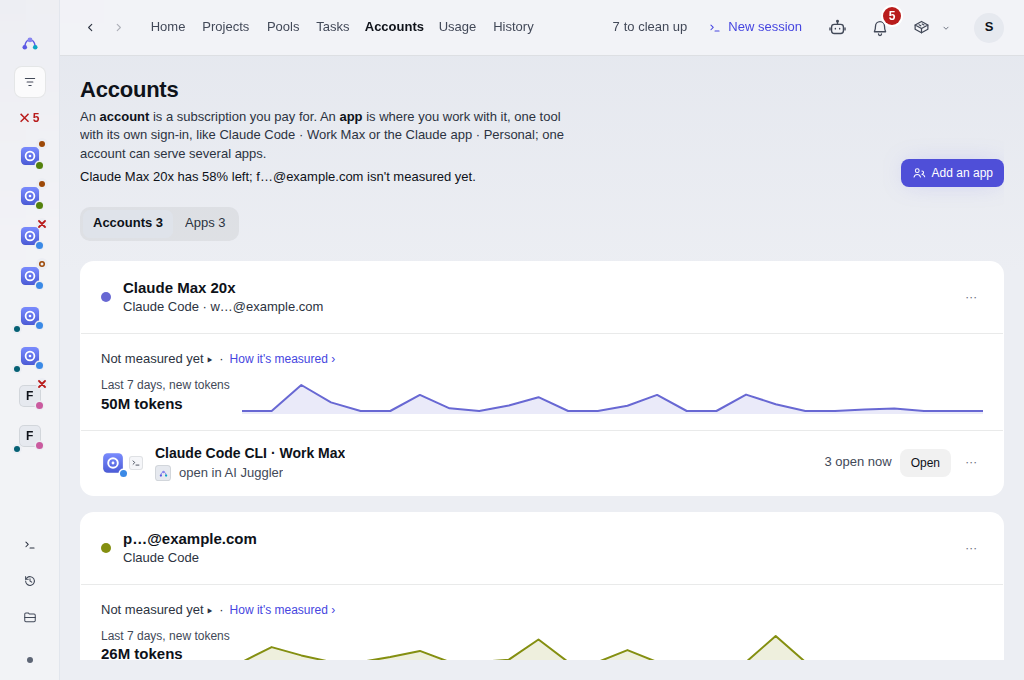 Home Projects Pools Tasks Accounts Usage History 7 to clean up New session 5 S
5
F
F
Accounts
An account is a subscription you pay for. An app is where you work with it, one tool
with its own sign-in, like Claude Code · Work Max or the Claude app · Personal; one
account can serve several apps.
Claude Max 20x has 58% left; f…@example.com isn't measured yet.
Add an app
Accounts 3 Apps 3
Claude Max 20x
Claude Code · w…@example.com
Not measured yet ▸ · How it's measured ›
Last 7 days, new tokens
50M tokens
Claude Code CLI · Work Max
open in AI Juggler
3 open now Open
p…@example.com
Claude Code
Not measured yet ▸ · How it's measured ›
Last 7 days, new tokens
26M tokens